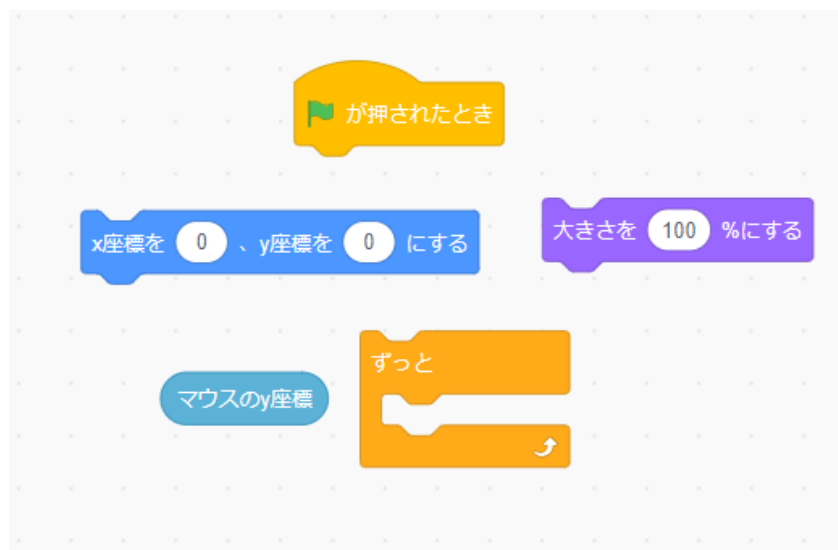 が押されたとき
x座標を 0 、y座標を 0 にする
大きさを 100 %にする
ずっと
マウスのy座標